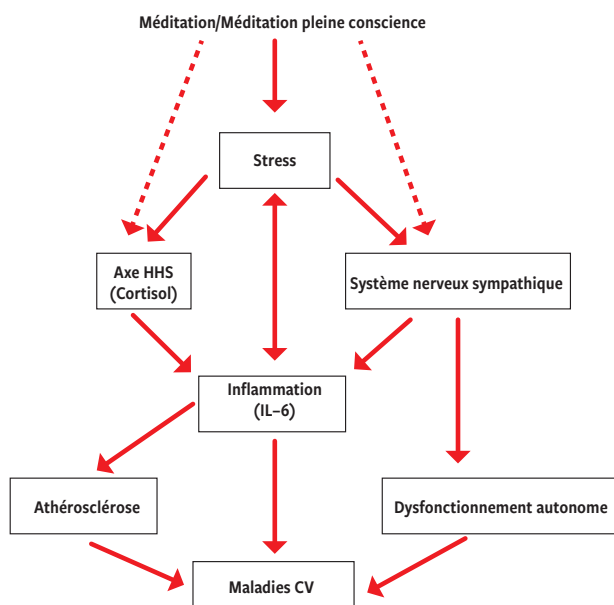 Méditation/Méditation pleine conscience
Stress
Axe HHS
(Cortisol)
Système nerveux sympathique
Inflammation
(IL–6)
Athérosclérose
Dysfonctionnement autonome
Maladies CV